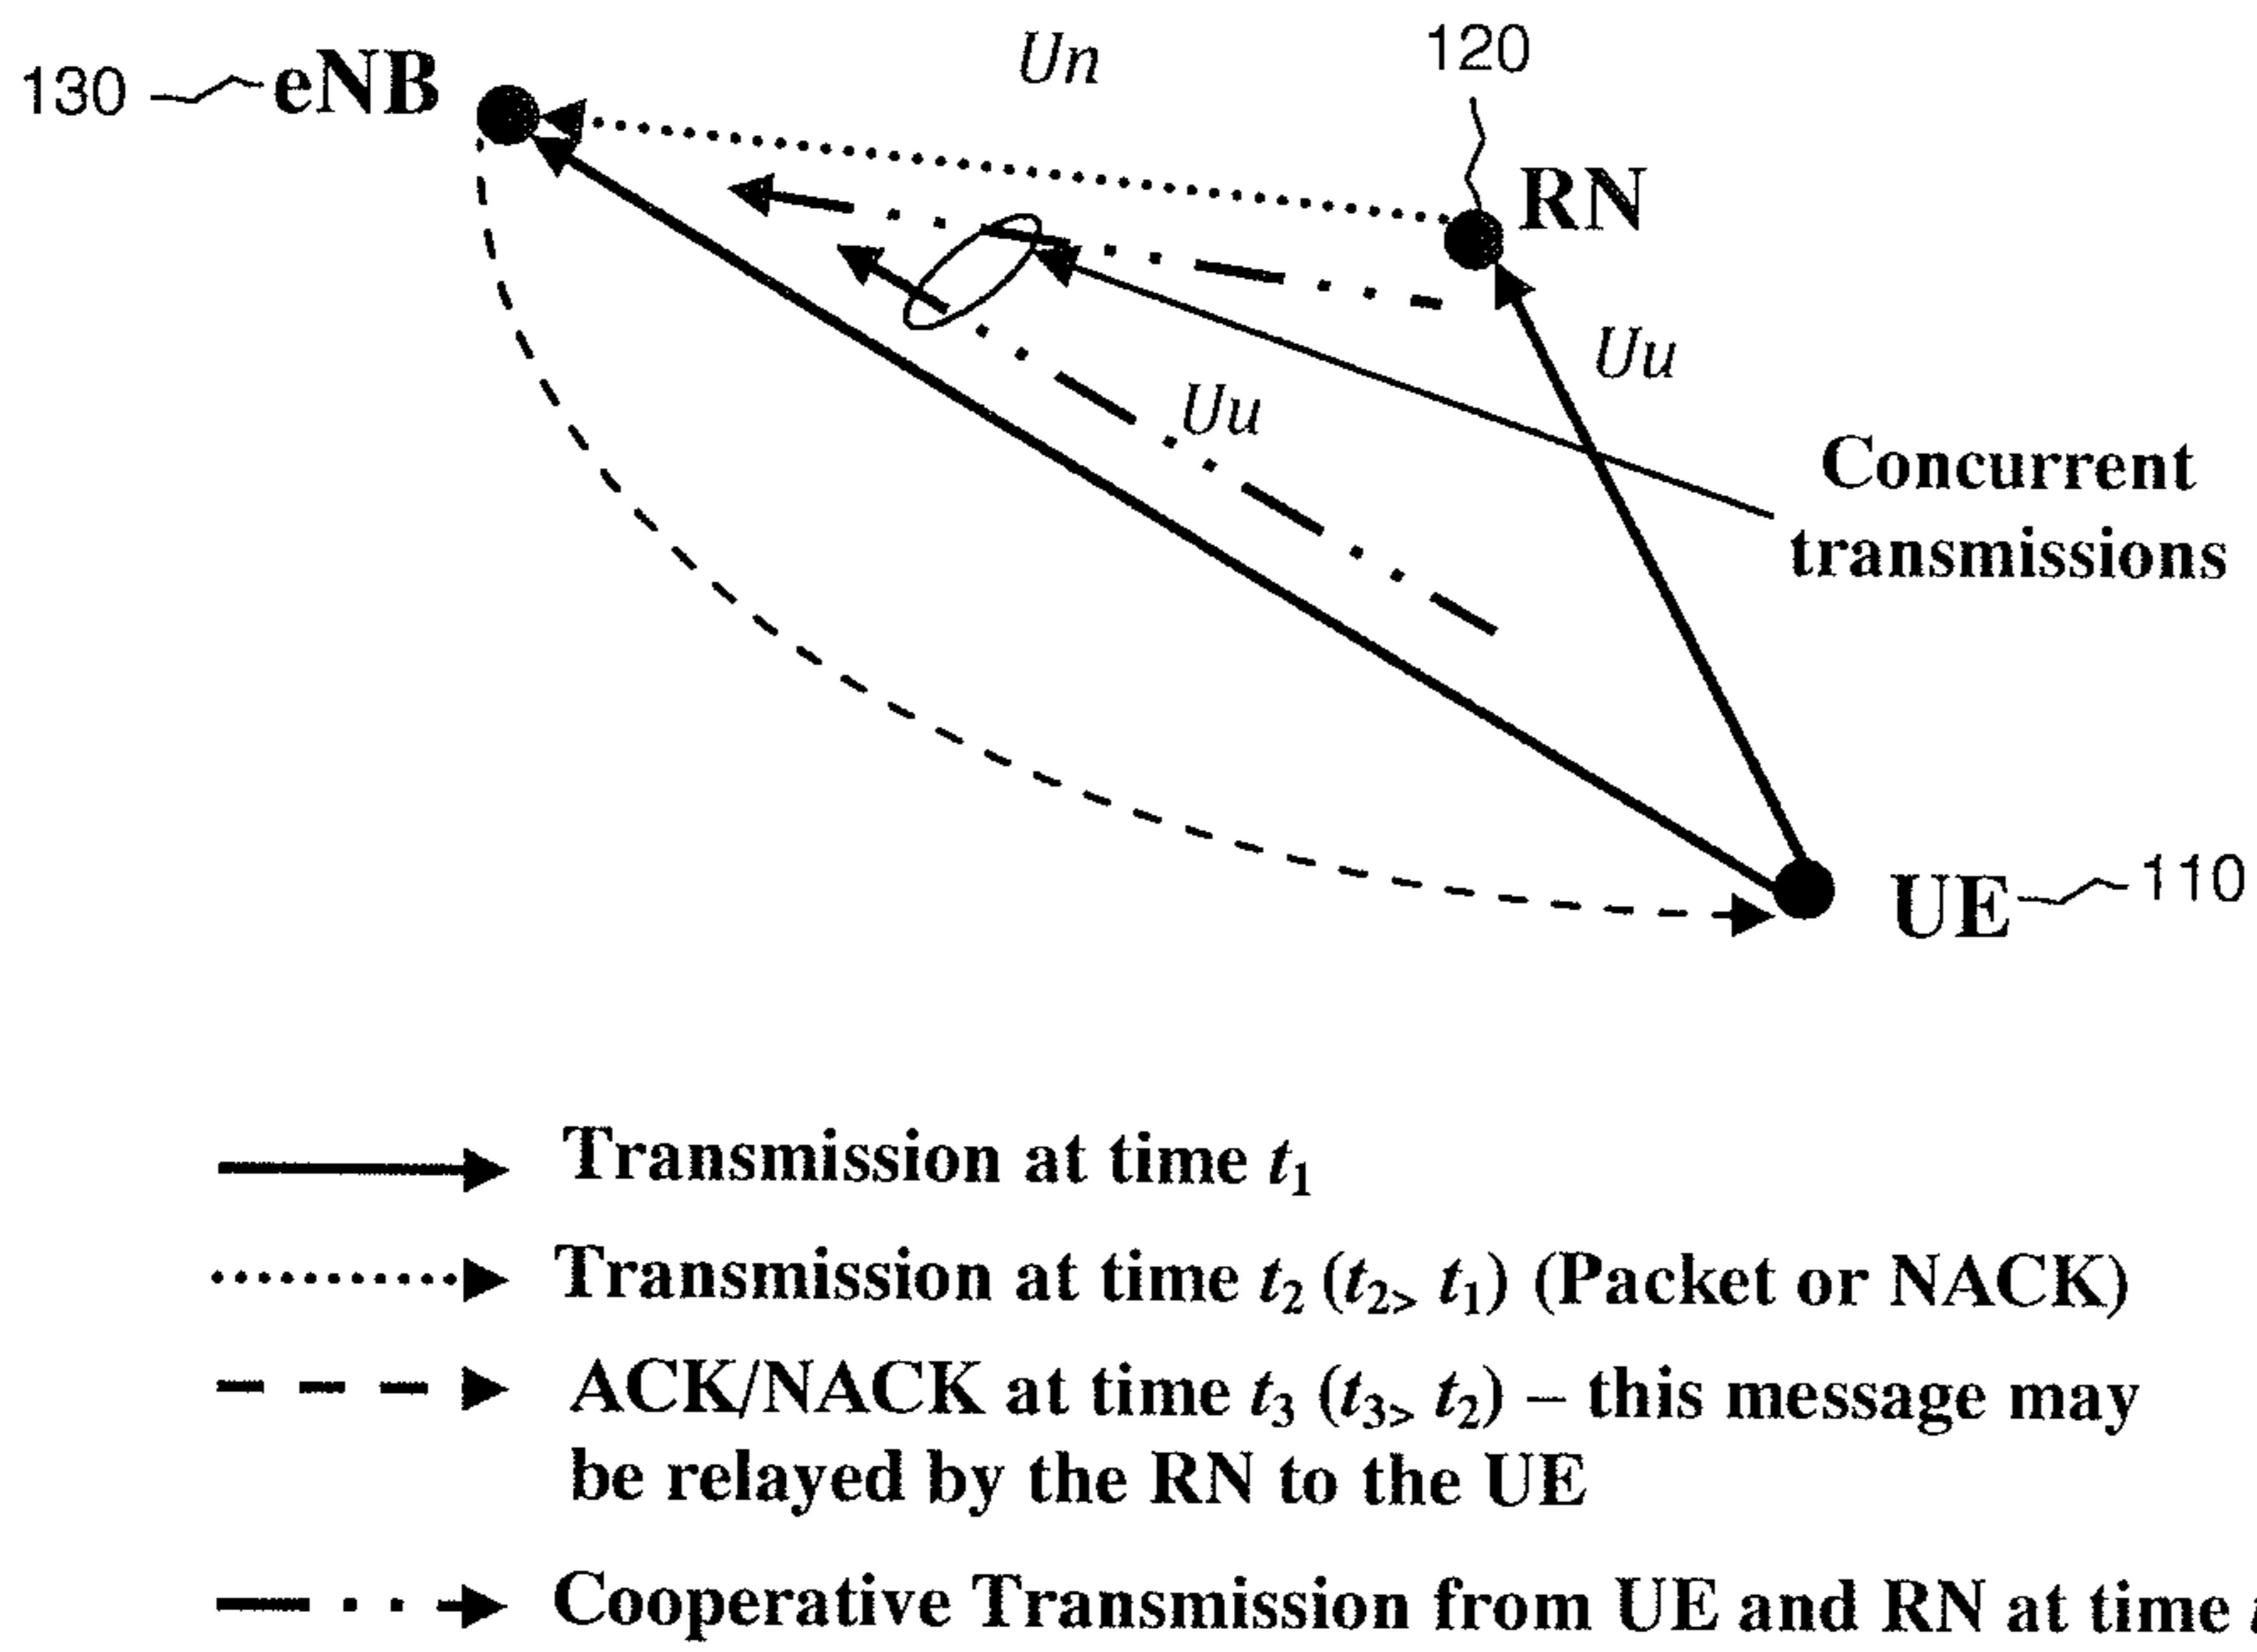 130
eNB
Un
120
RN
Uu
Uu
Concurrent
transmissions
UE
110
Transmission at time t1
Transmission at time t2 (t2> t1) (Packet or NACK)
ACK/NACK at time t3 (t3> t2) – this message may
be relayed by the RN to the UE
Cooperative Transmission from UE and RN at time